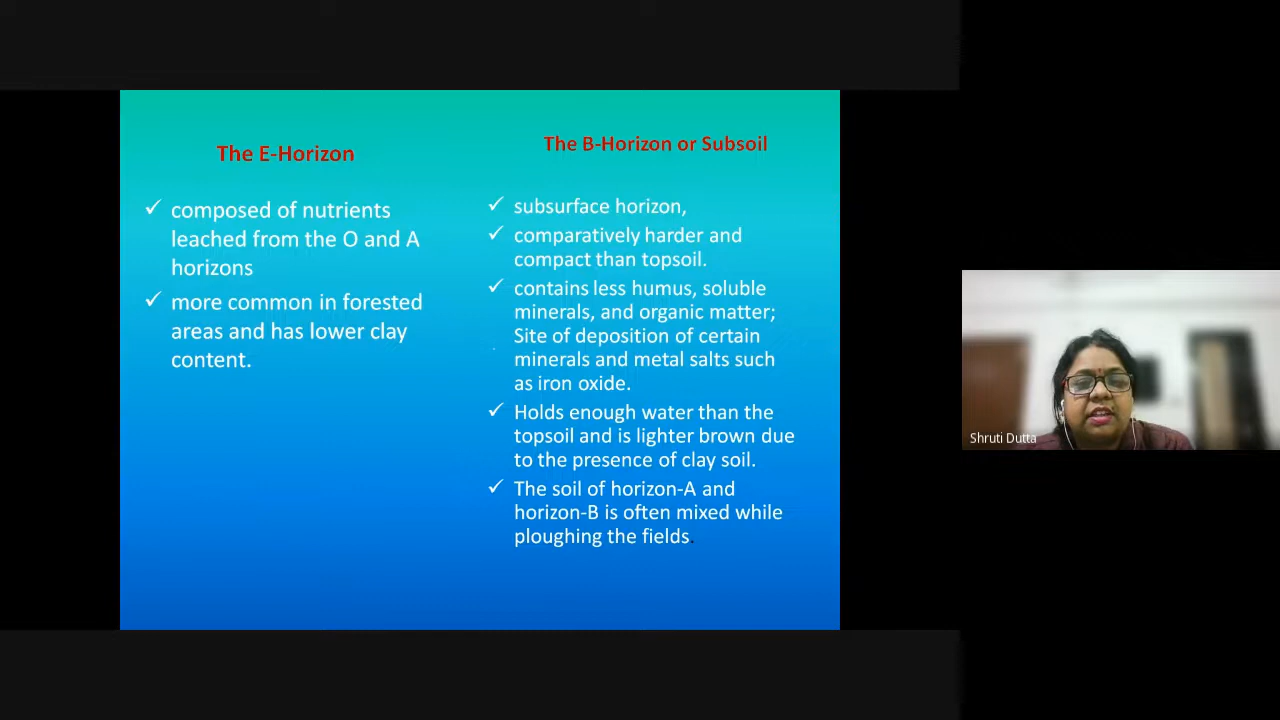 The E-Horizon
composed of nutrients
leached from the O and A
horizons
more common in forested
areas and has lower clay
content.
The B-Horizon or Subsoil
subsurface horizon,
comparatively harder and
compact than topsoil.
contains less humus, soluble
minerals, and organic matter;
Site of deposition of certain
minerals and metal salts such
as iron oxide.
Holds enough water than the
topsoil and is lighter brown due
to the presence of clay soil.
The soil of horizon-A and
horizon-B is often mixed while
ploughing the fields.
Shruti Dutta